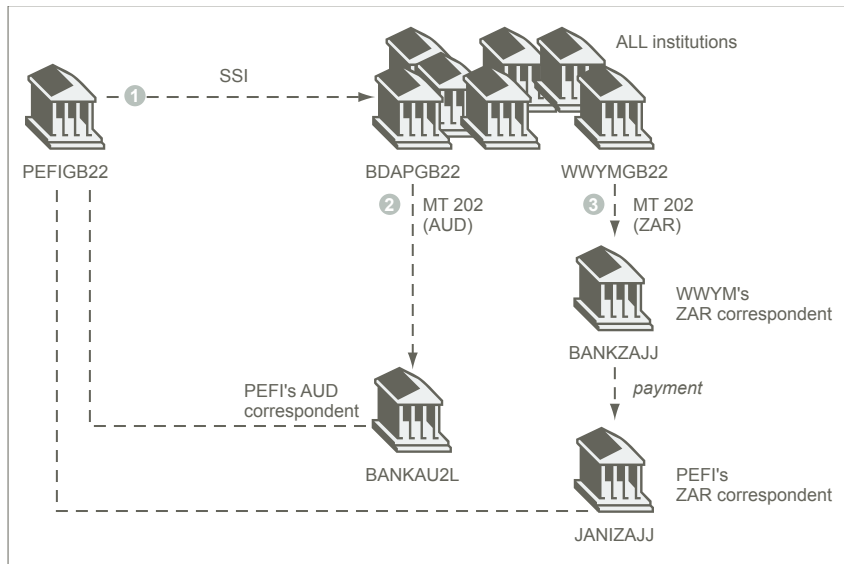 ALL institutions
SSI
1
PEFIGB22
BDAPGB22
WWYMGB22
2
MT 202
(AUD)
3
MT 202
(ZAR)
WWYM's
ZAR correspondent
BANKZAJJ
PEFI's AUD
correspondent
payment
BANKAU2L
PEFI's
ZAR correspondent
JANIZAJJ